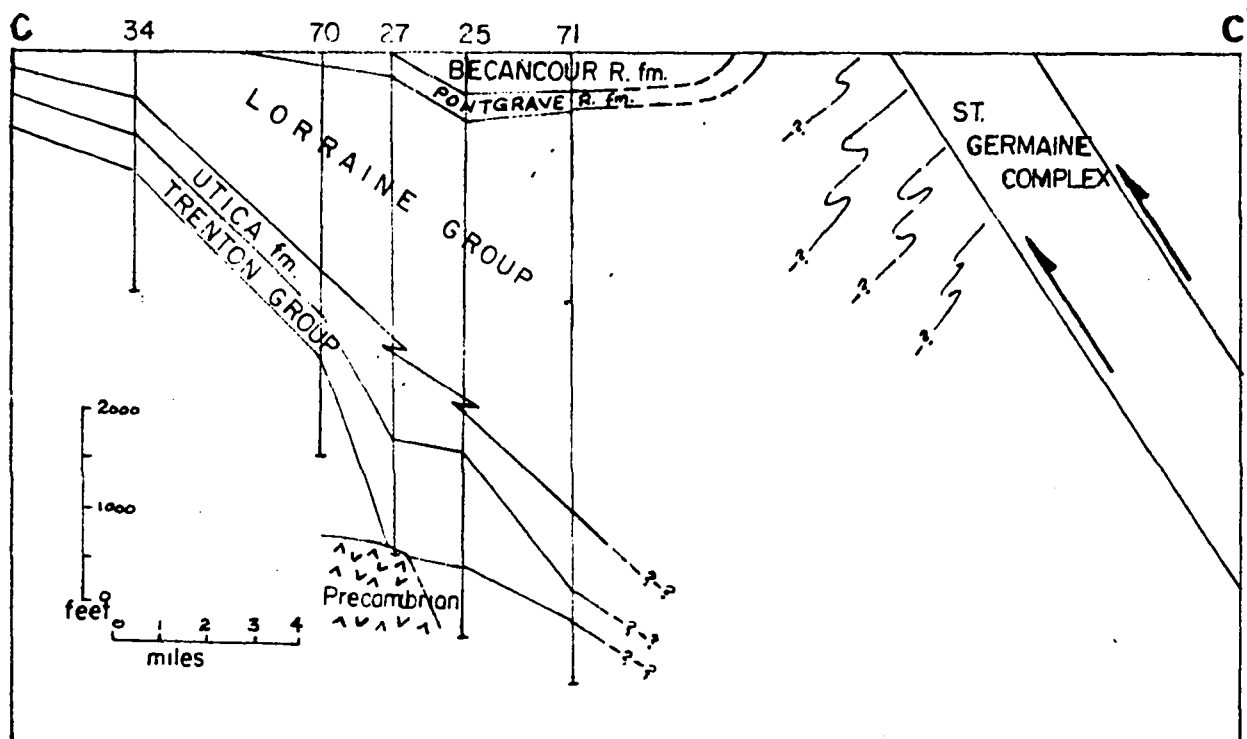 C 34 70 27 25 71 C'
BECANCOUR R. fm.
PONTGRAVE R. fm.
LORRAINE GROUP
UTICA fm.
TRENTON GROUP
ST.
GERMAINE
COMPLEX
-?
-?
-?
-?
2000
1000
0
feet
0 1 2 3 4
miles
Precambrian
?-?
?-?
?-?